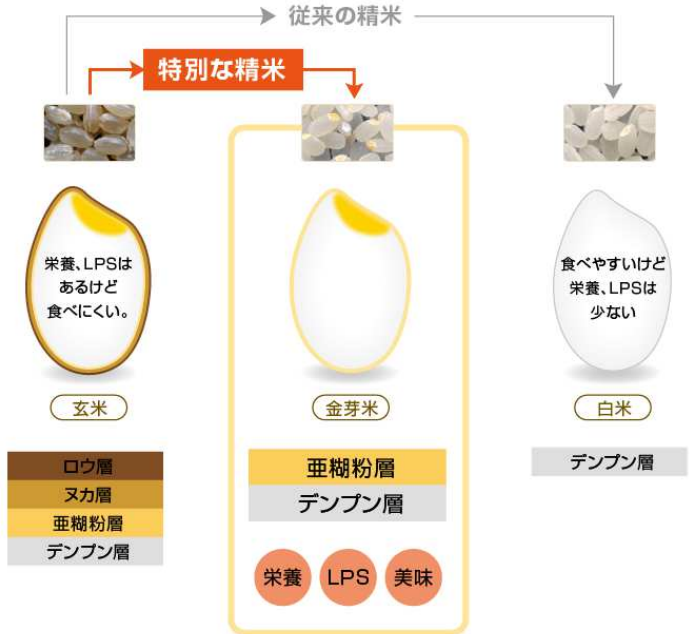 従来の精米
特別な精米
栄養、LPSは
あるけど
食べにくい。
食べやすいけど
栄養、LPSは
少ない
玄米
金芽米
白米
ロウ層
ヌカ層
亜糊粉層
デンプン層
亜糊粉層
デンプン層
デンプン層
栄養
LPS
美味